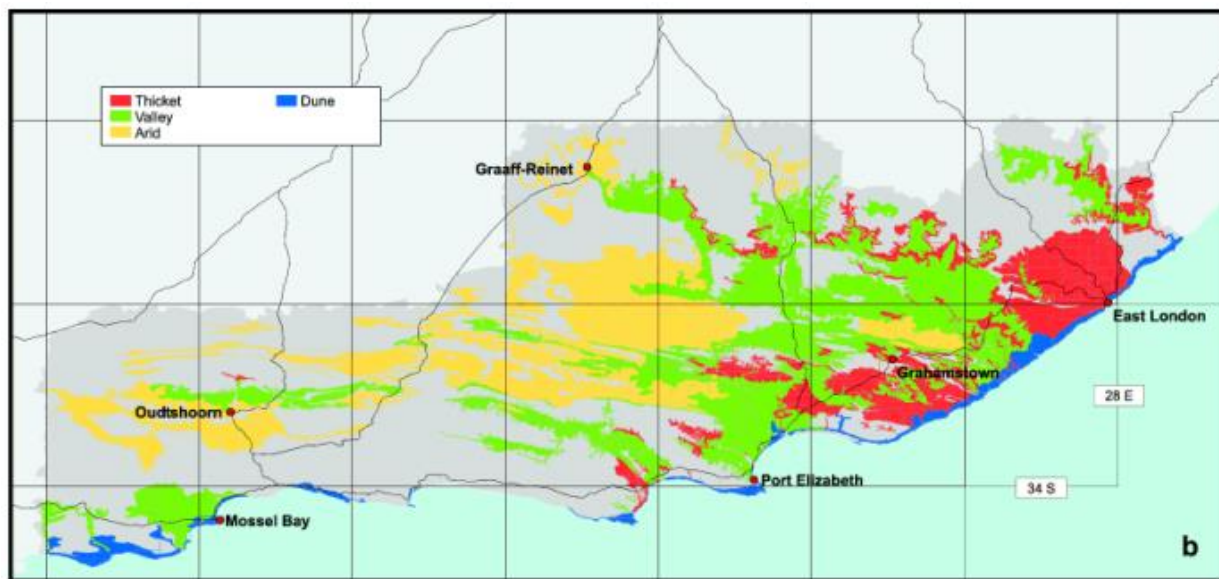 Thicket
Dune
Valley
Arid
Graaff-Reinet
East London
Grahamstown
28 E
Oudtshoorn
Port Elizabeth
34 S
Mossel Bay
b